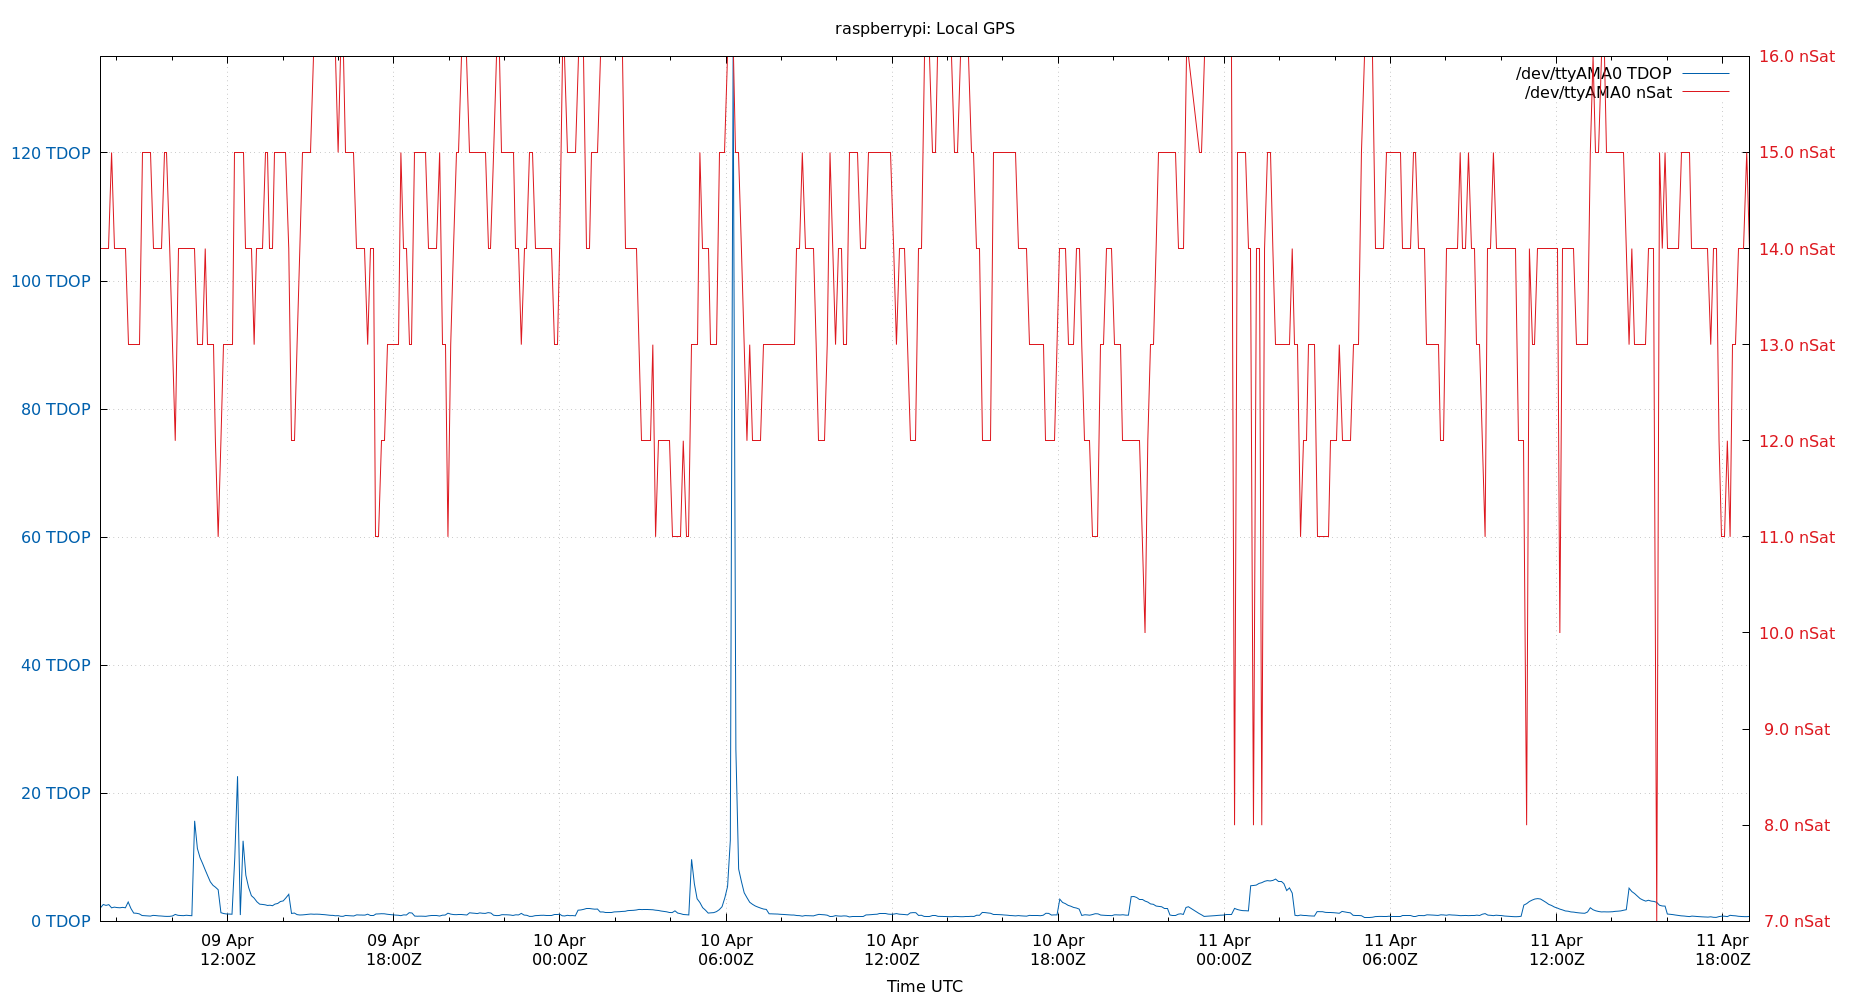 raspberrypi: Local GPS
/dev/ttyAMA0 TDOP
/dev/ttyAMA0 nSat
120 TDOP
100 TDOP
80 TDOP
60 TDOP
40 TDOP
20 TDOP
0 TDOP
16.0 nSat
15.0 nSat
14.0 nSat
13.0 nSat
12.0 nSat
11.0 nSat
10.0 nSat
9.0 nSat
8.0 nSat
7.0 nSat
09 Apr
12:00Z
09 Apr
18:00Z
10 Apr
00:00Z
10 Apr
06:00Z
10 Apr
12:00Z
10 Apr
18:00Z
11 Apr
00:00Z
11 Apr
06:00Z
11 Apr
12:00Z
11 Apr
18:00Z
Time UTC